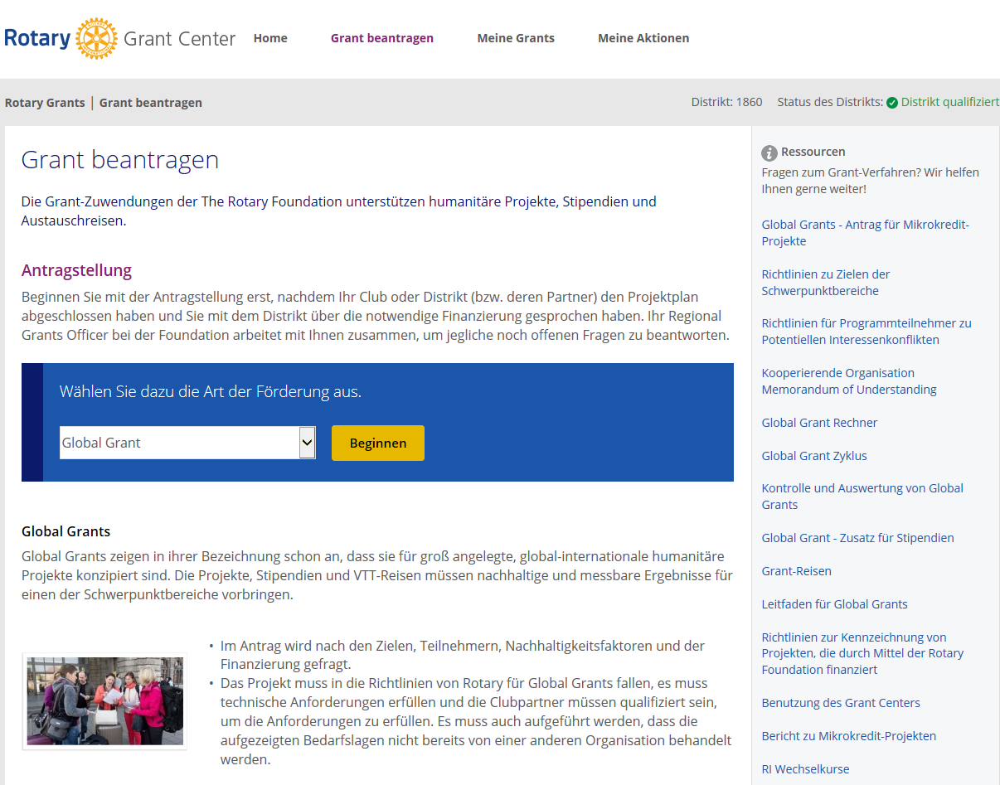 Rotary Grant Center Home Grant beantragen Meine Grants Meine Aktionen
Rotary Grants | Grant beantragen Distrikt: 1860 Status des Distrikts: Distrikt qualifiziert
Grant beantragen
Die Grant-Zuwendungen der The Rotary Foundation unterstützen humanitäre Projekte, Stipendien und
Austauschreisen.
Antragstellung
Beginnen Sie mit der Antragstellung erst, nachdem Ihr Club oder Distrikt (bzw. deren Partner) den Projektplan
abgeschlossen haben und Sie mit dem Distrikt über die notwendige Finanzierung gesprochen haben. Ihr Regional
Grants Officer bei der Foundation arbeitet mit Ihnen zusammen, um jegliche noch offenen Fragen zu beantworten.
Wählen Sie dazu die Art der Förderung aus.
Global Grant Beginnen
Global Grants
Global Grants zeigen in ihrer Bezeichnung schon an, dass sie für groß angelegte, global-internationale humanitäre
Projekte konzipiert sind. Die Projekte, Stipendien und VTT-Reisen müssen nachhaltige und messbare Ergebnisse für
einen der Schwerpunktbereiche vorbringen.
• Im Antrag wird nach den Zielen, Teilnehmern, Nachhaltigkeitsfaktoren und der
Finanzierung gefragt.
• Das Projekt muss in die Richtlinien von Rotary für Global Grants fallen, es muss
technische Anforderungen erfüllen und die Clubpartner müssen qualifiziert sein,
um die Anforderungen zu erfüllen. Es muss auch aufgeführt werden, dass die
aufgezeigten Bedarfslagen nicht bereits von einer anderen Organisation behandelt
werden.
Ressourcen
Fragen zum Grant-Verfahren? Wir helfen
Ihnen gerne weiter!
Global Grants - Antrag für Mikrokredit-
Projekte
Richtlinien zu Zielen der
Schwerpunktbereiche
Richtlinien für Programmteilnehmer zu
Potentiellen Interessenkonflikten
Kooperierende Organisation
Memorandum of Understanding
Global Grant Rechner
Global Grant Zyklus
Kontrolle und Auswertung von Global
Grants
Global Grant - Zusatz für Stipendien
Grant-Reisen
Leitfaden für Global Grants
Richtlinien zur Kennzeichnung von
Projekten, die durch Mittel der Rotary
Foundation finanziert
Benutzung des Grant Centers
Bericht zu Mikrokredit-Projekten
RI Wechselkurse